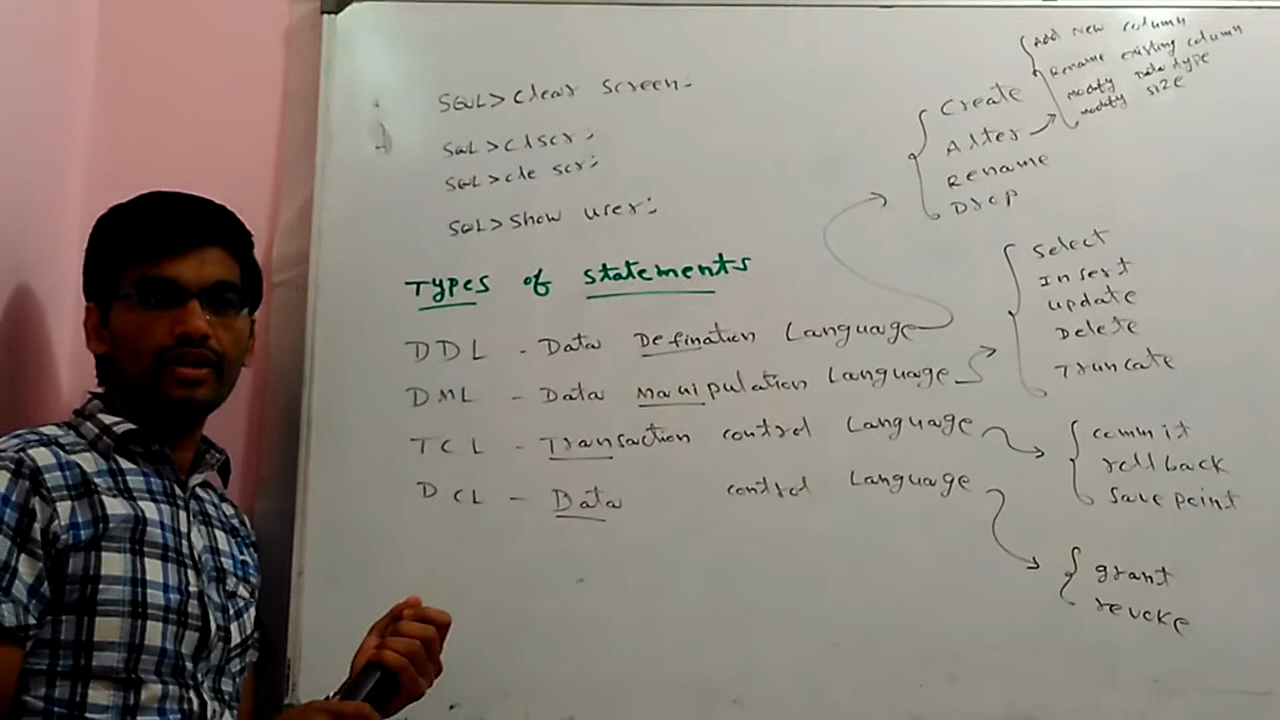 SQL> Clear Screen;
SQL> cl scr;
SQL> cle scr;
SQL> Show user;
Types of statements
DDL - Data Defination Language
DML - Data Manipulation Language
TCL - Transaction control Language
DCL - Data control Language
Create
Alter
Rename
Drop
Add New column
Rename existing column
modify Data type
modify size
Select
Insert
update
Delete
Truncate
commit
rollback
Save point
grant
revoke